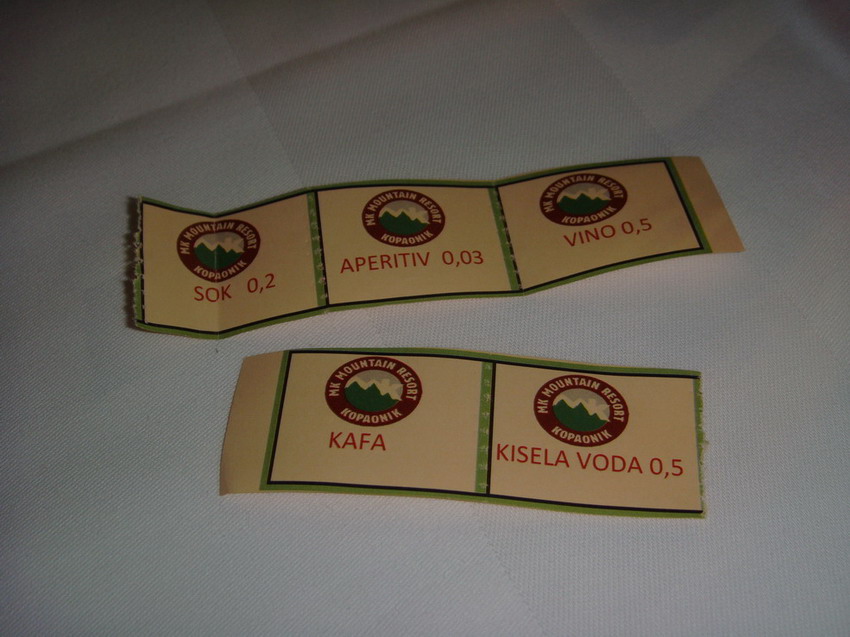 MK MOUNTAIN RESORT
KOPAONIK
SOK 0,2
MK MOUNTAIN RESORT
KOPAONIK
APERITIV 0,03
MK MOUNTAIN RESORT
KOPAONIK
VINO 0,5
MK MOUNTAIN RESORT
KOPAONIK
KAFA
MK MOUNTAIN RESORT
KOPAONIK
KISELA VODA 0,5